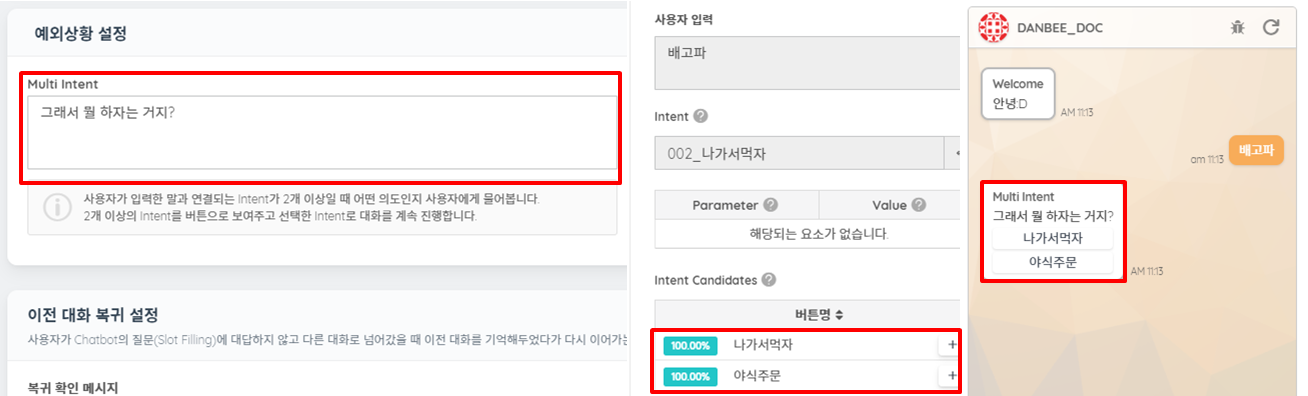 예외상황 설정
Multi Intent
그래서 뭘 하자는 거지?
사용자가 입력한 말과 연결되는 Intent가 2개 이상일 때 어떤 의도인지 사용자에게 물어봅니다.
2개 이상의 Intent를 버튼으로 보여주고 선택한 Intent로 대화를 계속 진행합니다.
이전 대화 복귀 설정
사용자가 Chatbot의 질문(Slot Filling)에 대답하지 않고 다른 대화로 넘어갔을 때 이전 대화를 기억해두었다가 다시 이어가는
복귀 확인 메시지
사용자 입력
배고파
Intent
002_나가서먹자
Parameter Value
해당되는 요소가 없습니다.
Intent Candidates
버튼명
100.00% 나가서먹자
100.00% 야식주문
DANBEE_DOC
Welcome
안녕:D
AM 11:13
배고파
am 11:13
Multi Intent
그래서 뭘 하자는 거지?
나가서먹자
야식주문
AM 11:13